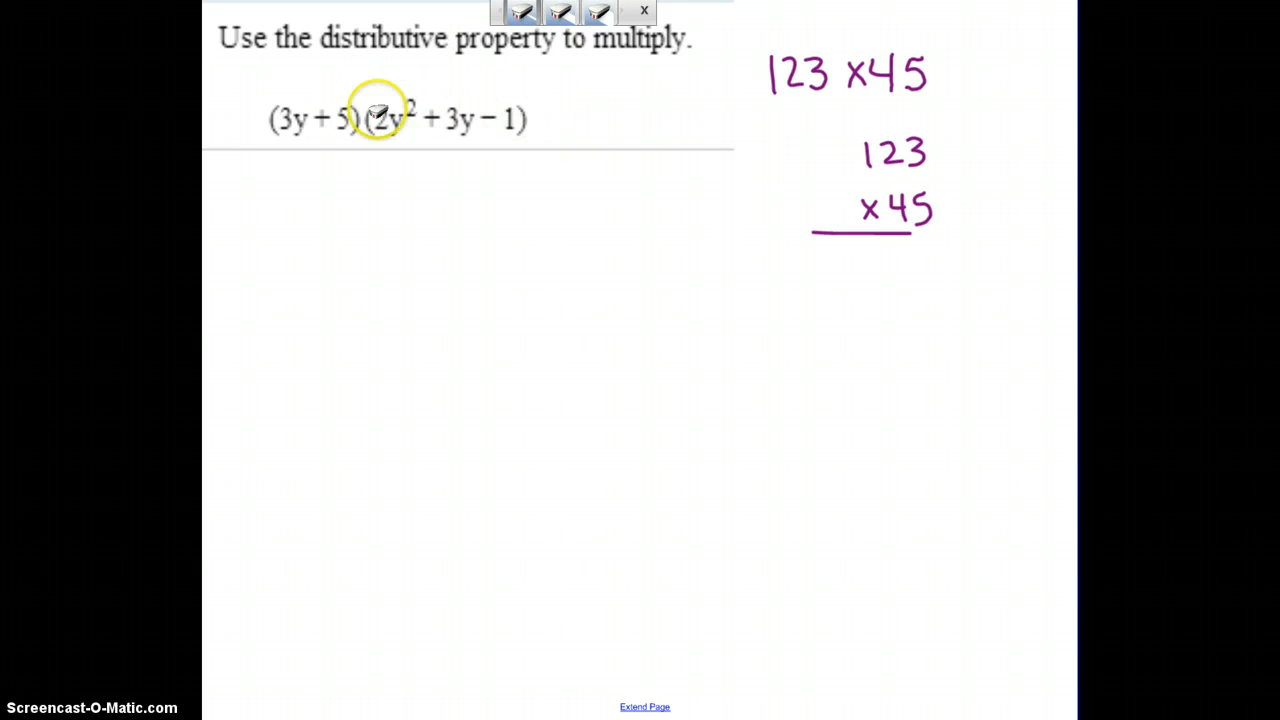 Use the distributive property to multiply.
(3y + 5)(2y² + 3y − 1)
123 x45
123
x45
Extend Page
Screencast-O-Matic.com
x